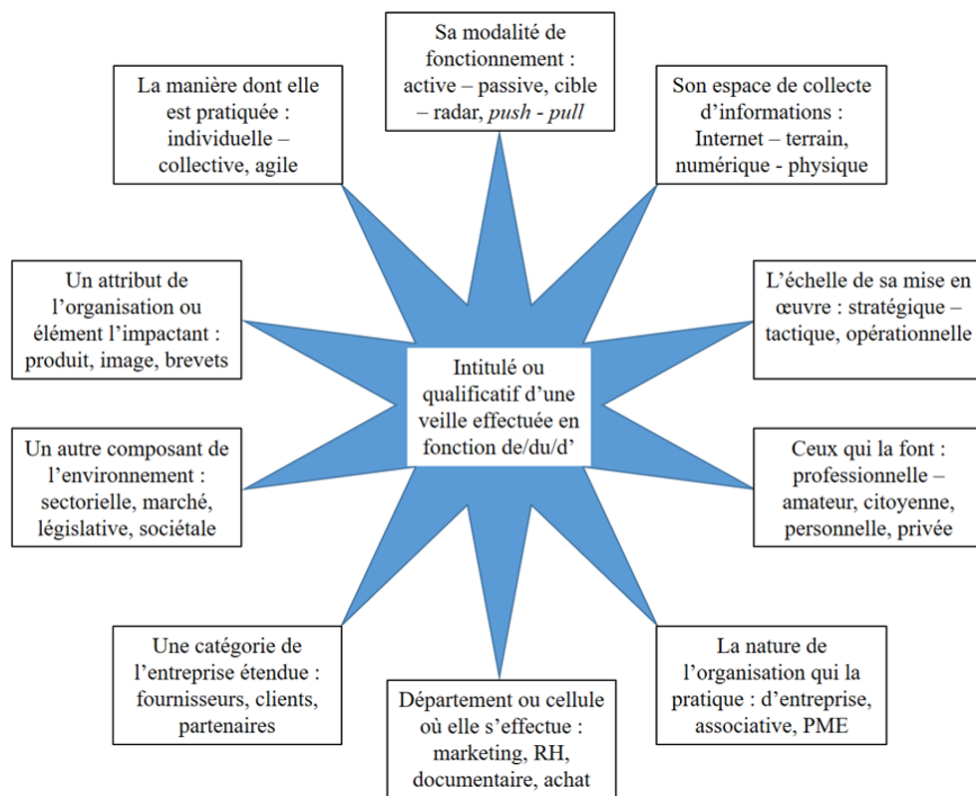 Sa modalité de
fonctionnement :
active – passive, cible
– radar, push - pull
La manière dont elle
est pratiquée :
individuelle –
collective, agile
Son espace de collecte
d’informations :
Internet – terrain,
numérique - physique
Un attribut de
l’organisation ou
élément l’impactant :
produit, image, brevets
L’échelle de sa mise en
œuvre : stratégique –
tactique, opérationnelle
Intitulé ou
qualificatif d’une
veille effectuée en
fonction de/du/d’
Un autre composant de
l’environnement :
sectorielle, marché,
législative, sociétale
Ceux qui la font :
professionnelle –
amateur, citoyenne,
personnelle, privée
Une catégorie de
l’entreprise étendue :
fournisseurs, clients,
partenaires
Département ou cellule
où elle s’effectue :
marketing, RH,
documentaire, achat
La nature de
l’organisation qui la
pratique : d’entreprise,
associative, PME